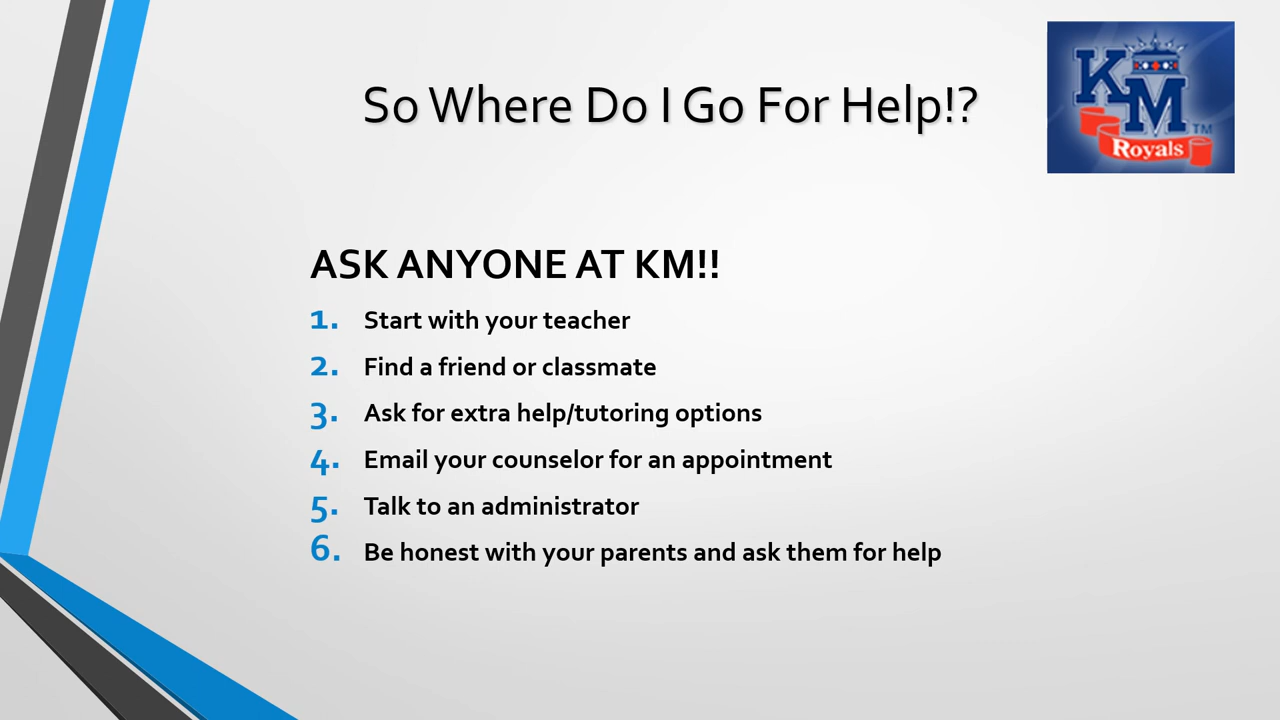 So Where Do I Go For Help!?
KM TM
Royals
ASK ANYONE AT KM!!
1. Start with your teacher
2. Find a friend or classmate
3. Ask for extra help/tutoring options
4. Email your counselor for an appointment
5. Talk to an administrator
6. Be honest with your parents and ask them for help